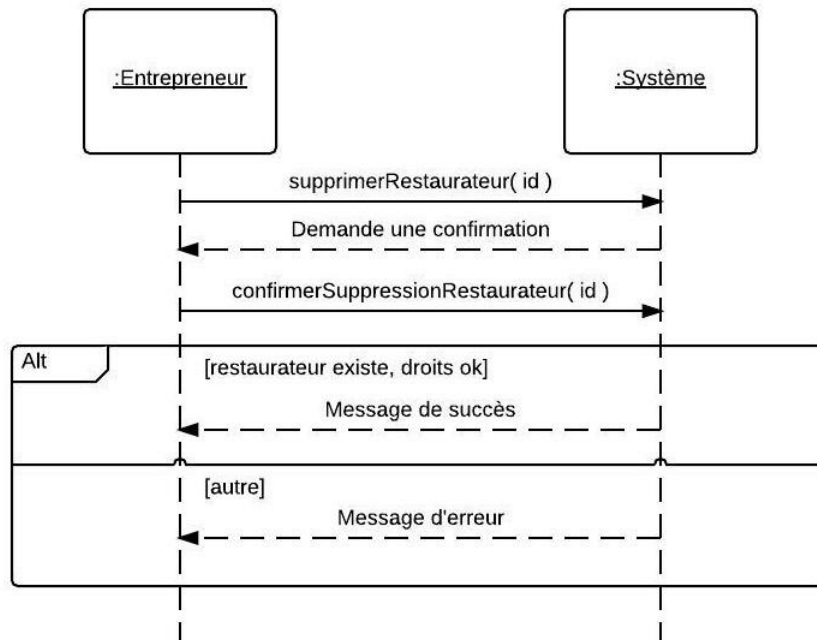 :Entrepreneur
:Système
supprimerRestaurateur( id )
Demande une confirmation
confirmerSuppressionRestaurateur( id )
Alt
[restaurateur existe, droits ok]
Message de succès
[autre]
Message d'erreur